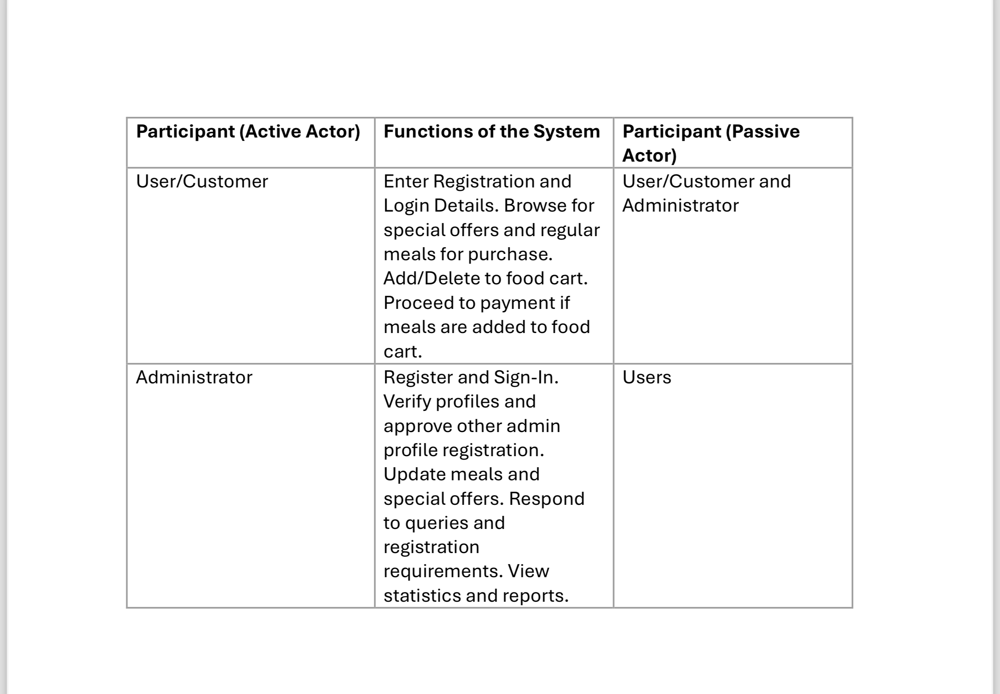 Participant (Active Actor)
Functions of the System
Participant (Passive
Actor)
User/Customer
Enter Registration and
Login Details. Browse for
special offers and regular
meals for purchase.
Add/Delete to food cart.
Proceed to payment if
meals are added to food
cart.
User/Customer and
Administrator
Administrator
Register and Sign-In.
Verify profiles and
approve other admin
profile registration.
Update meals and
special offers. Respond
to queries and
registration
requirements. View
statistics and reports.
Users